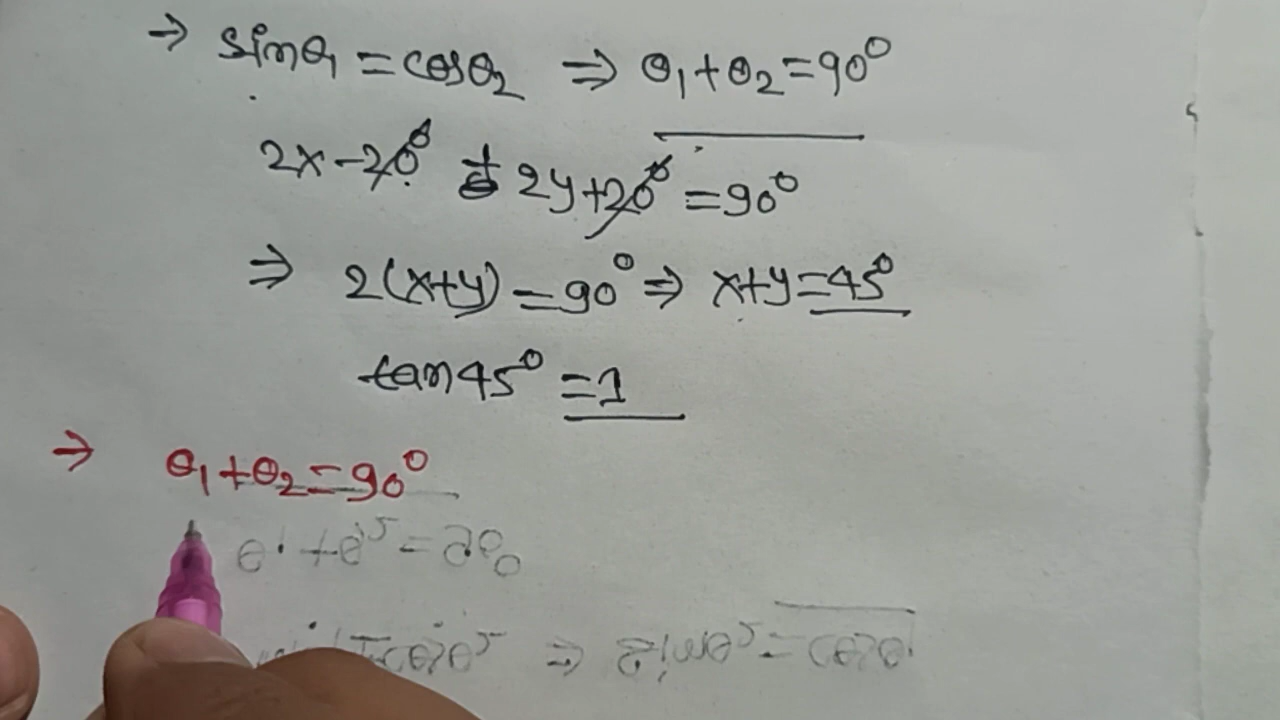 ⇒ sinθ₁ = cosθ₂ ⇒ θ₁+θ₂=90°
2x-20° + 2y+20° =90°
⇒ 2(x+y) =90° ⇒ x+y=45°
tan45° =1
⇒ θ₁+θ₂=90°